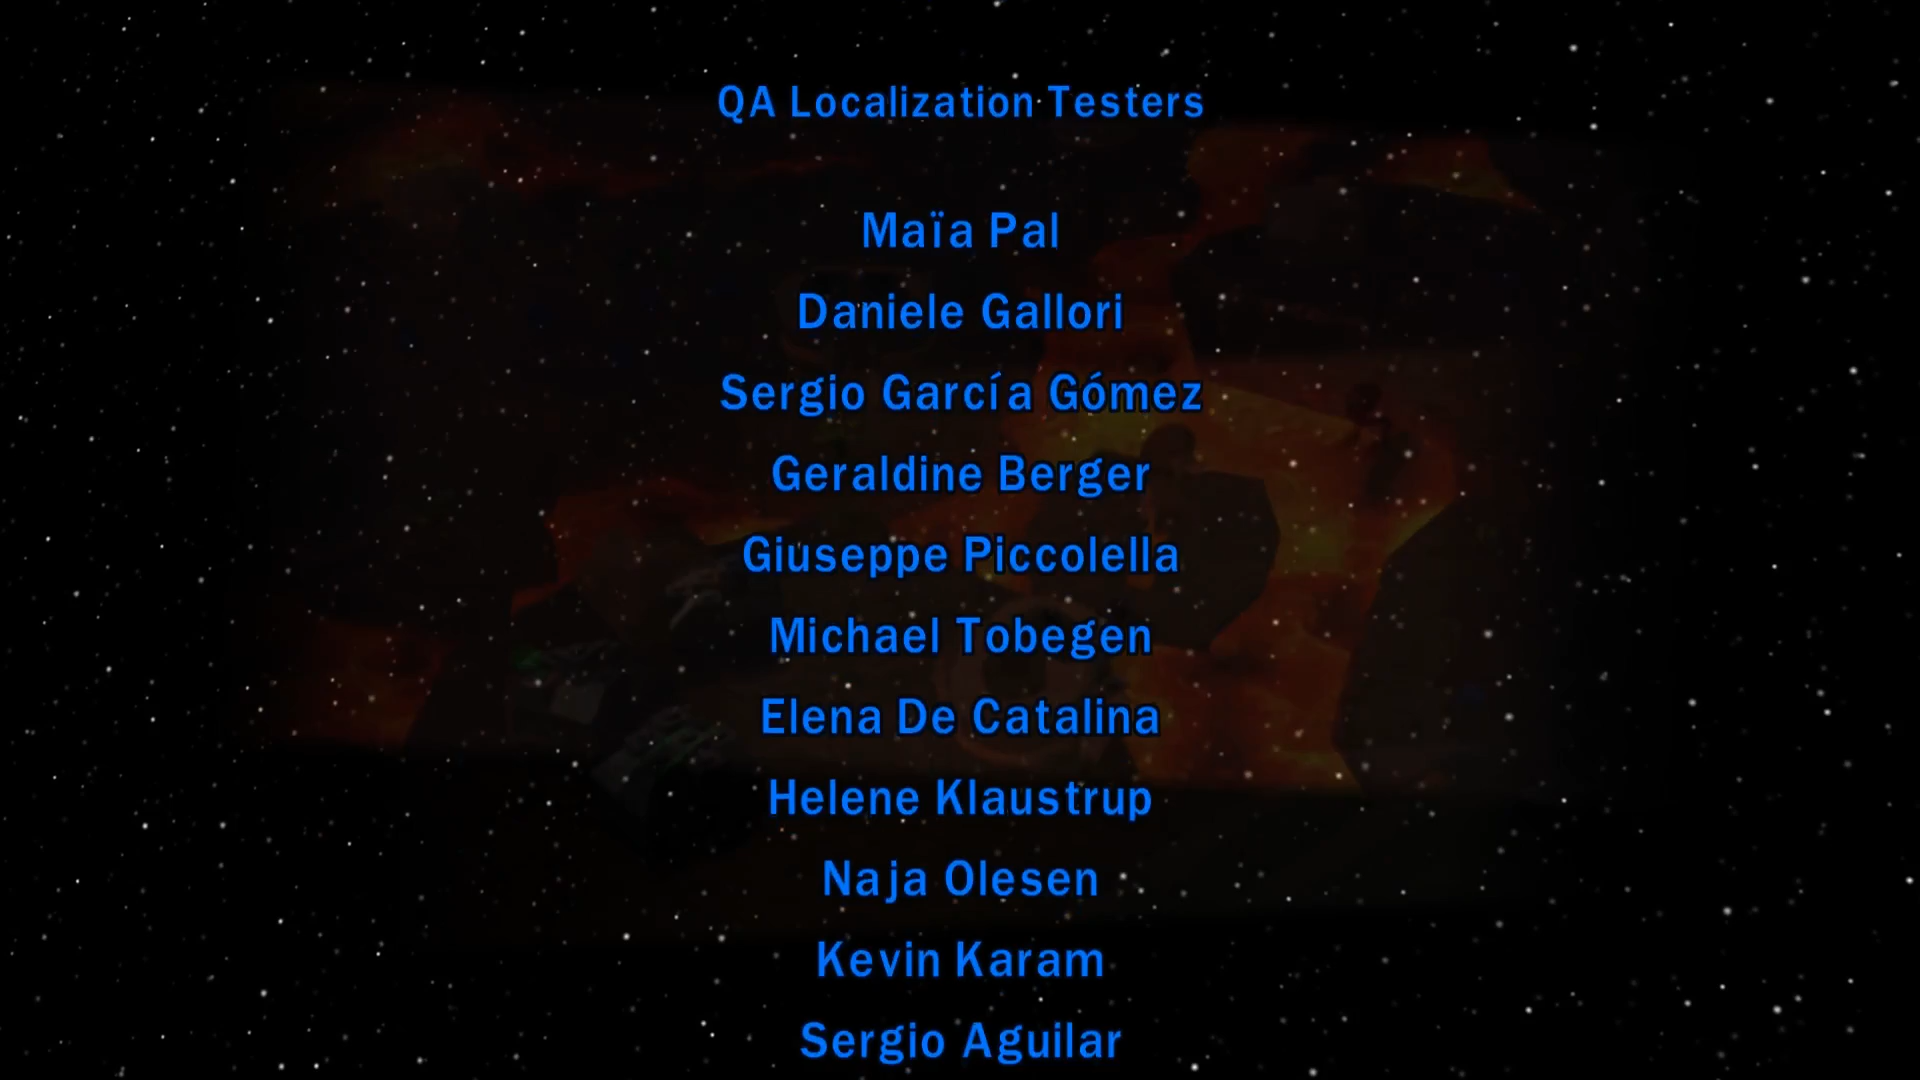 QA Localization Testers
Maïa Pal
Daniele Gallori
Sergio García Gómez
Geraldine Berger
Giuseppe Piccolella
Michael Tobegen
Elena De Catalina
Helene Klaustrup
Naja Olesen
Kevin Karam
Sergio Aguilar